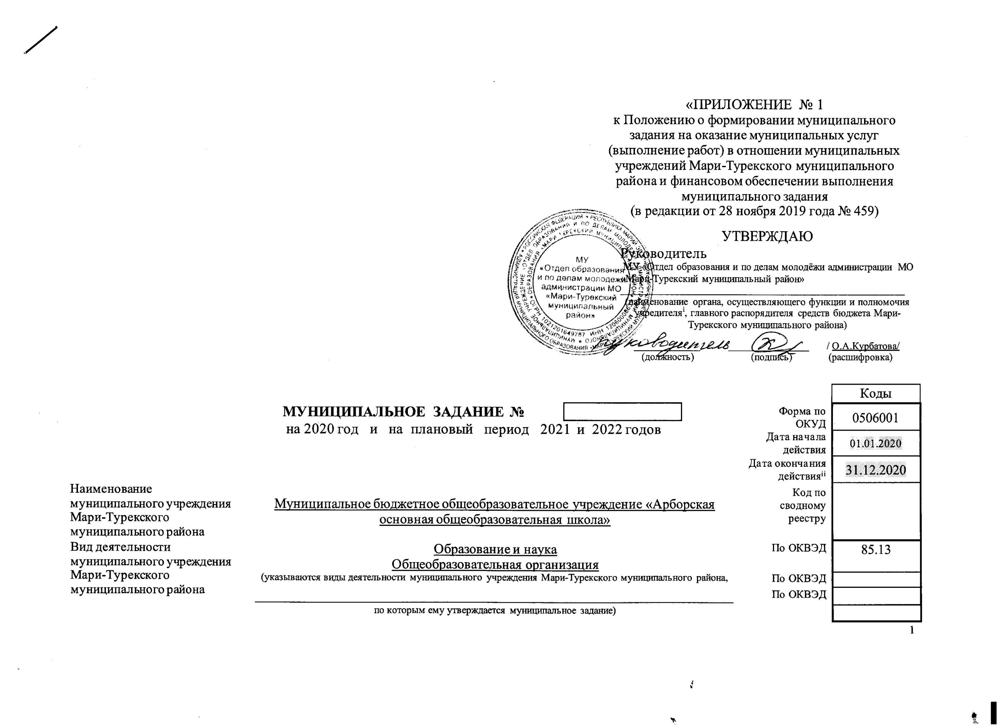 «ПРИЛОЖЕНИЕ № 1
к Положению о формировании муниципального
задания на оказание муниципальных услуг
(выполнение работ) в отношении муниципальных
учреждений Мари-Турекского муниципального
района и финансовом обеспечении выполнения
муниципального задания
(в редакции от 28 ноября 2019 года № 459)
УТВЕРЖДАЮ
Руководитель
МУ «Отдел образования и по делам молодёжи администрации МО
«Мари-Турекский муниципальный район»
(наименование органа, осуществляющего функции и полномочия
учредителяⁱ, главного распорядителя средств бюджета Мари-
Турекского муниципального района)
руководитель / О.А.Курбатова/
(должность) (подпись) (расшифровка)
МУ
«Отдел образования
и по делам молодежи
администрации МО
«Мари-Турекский
муниципальный
район»
ОГРН 1021201649787 ИНН
Коды
МУНИЦИПАЛЬНОЕ ЗАДАНИЕ №
на 2020 год и на плановый период 2021 и 2022 годов
Форма по
ОКУД
0506001
Дата начала
действия
01.01.2020
Дата окончания
действияⁱⁱ
31.12.2020
Код по
сводному
реестру
Наименование
муниципального учреждения
Мари-Турекского
муниципального района
Муниципальное бюджетное общеобразовательное учреждение «Арборская
основная общеобразовательная школа»
Вид деятельности
муниципального учреждения
Мари-Турекского
муниципального района
Образование и наука
Общеобразовательная организация
(указываются виды деятельности муниципального учреждения Мари-Турекского муниципального района,
по которым ему утверждается муниципальное задание)
По ОКВЭД 85.13
По ОКВЭД
По ОКВЭД
1